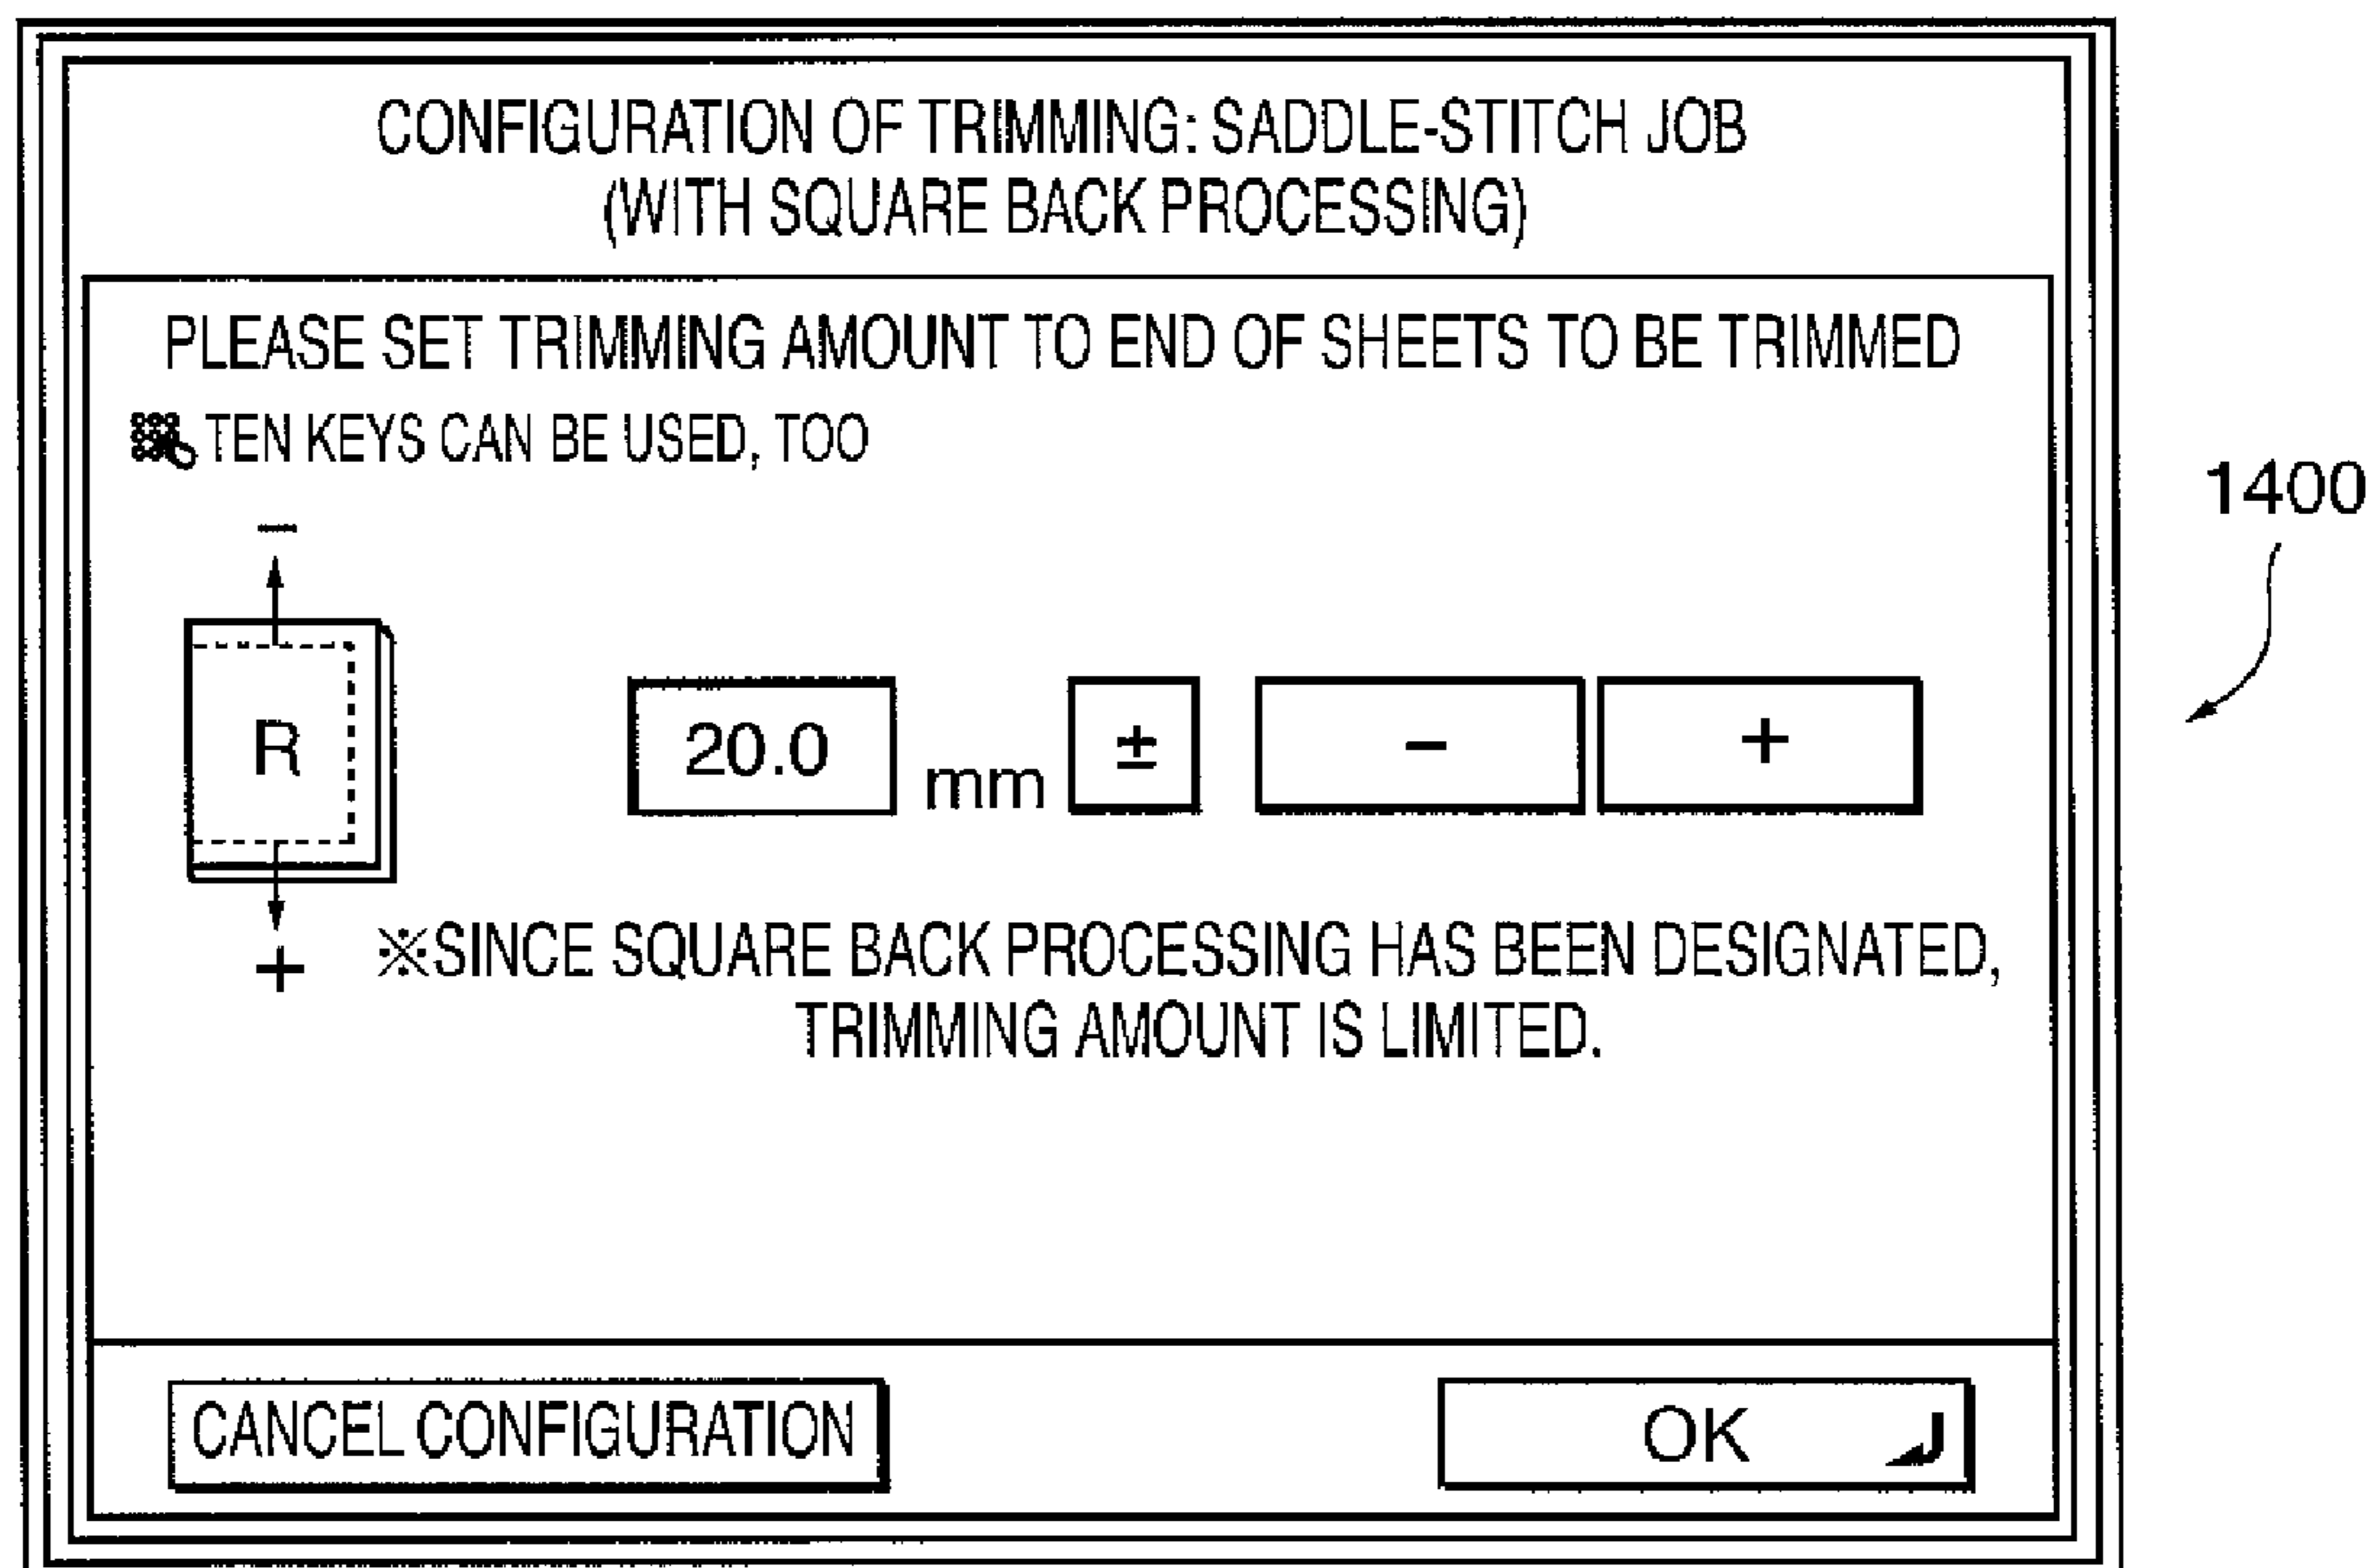 CONFIGURATION OF TRIMMING: SADDLE-STITCH JOB
(WITH SQUARE BACK PROCESSING)
PLEASE SET TRIMMING AMOUNT TO END OF SHEETS TO BE TRIMMED
TEN KEYS CAN BE USED, TOO
1400
−
R
20.0 mm ± − +
+
※SINCE SQUARE BACK PROCESSING HAS BEEN DESIGNATED,
TRIMMING AMOUNT IS LIMITED.
CANCEL CONFIGURATION OK